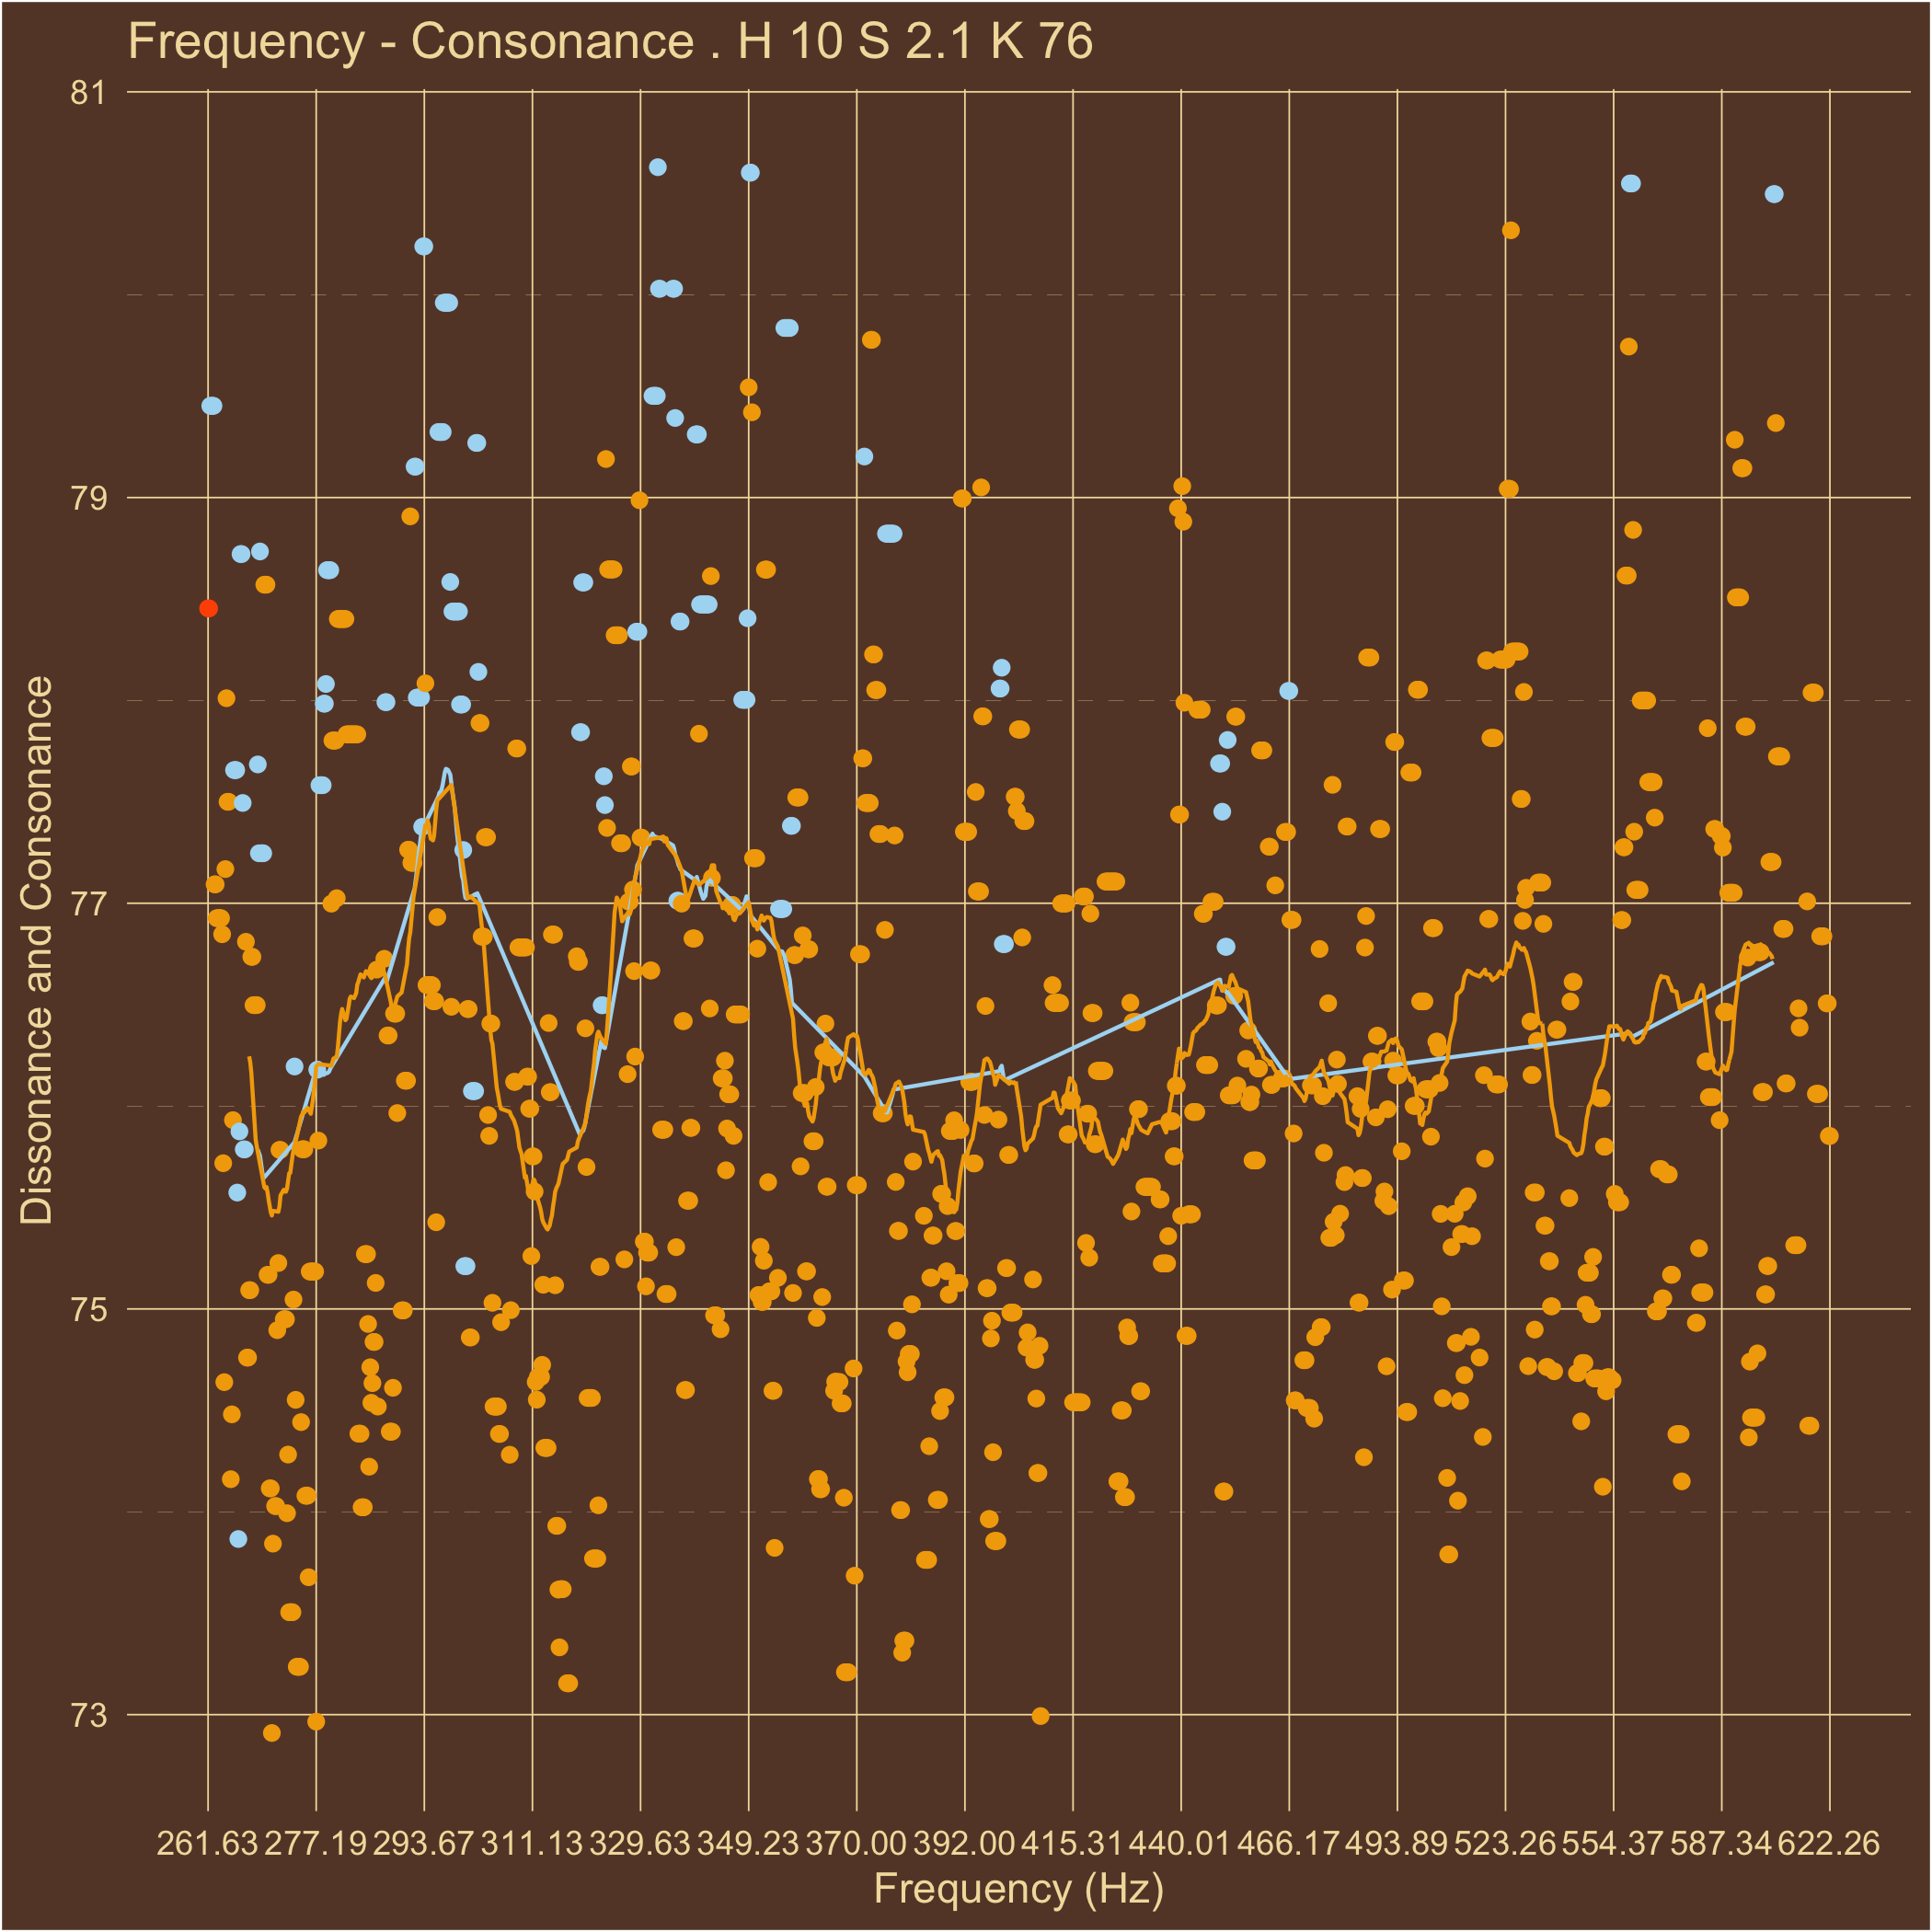 Frequency - Consonance . H 10 S 2.1 K 76
81
79
77
75
73
Dissonance and Consonance
261.63 277.19 293.67 311.13 329.63 349.23 370.00 392.00 415.31 440.01 466.17 493.89 523.26 554.37 587.34 622.26
Frequency (Hz)